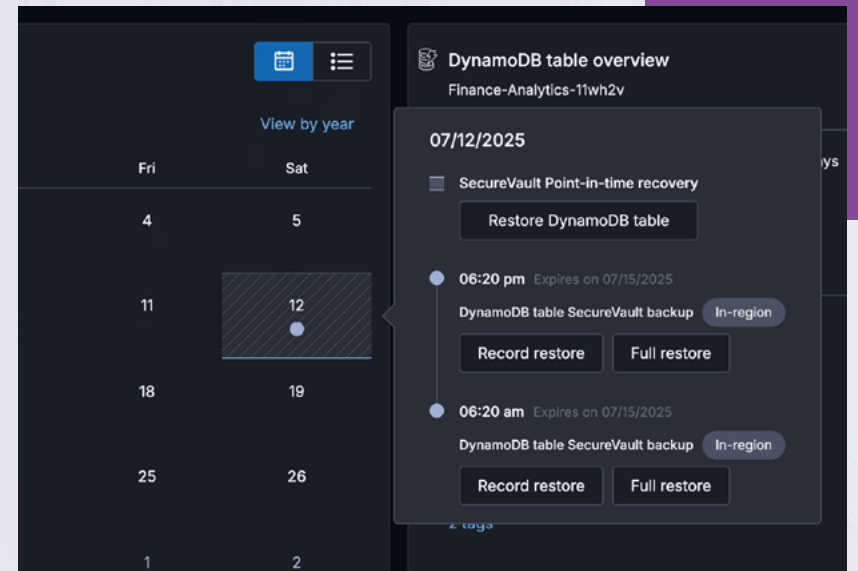 View by year
Fri Sat
4 5
11 12
18 19
25 26
1 2
DynamoDB table overview
Finance-Analytics-11wh2v
ys
07/12/2025
SecureVault Point-in-time recovery
Restore DynamoDB table
06:20 pm Expires on 07/15/2025
DynamoDB table SecureVault backup In-region
Record restore Full restore
06:20 am Expires on 07/15/2025
DynamoDB table SecureVault backup In-region
Record restore Full restore
2 tags